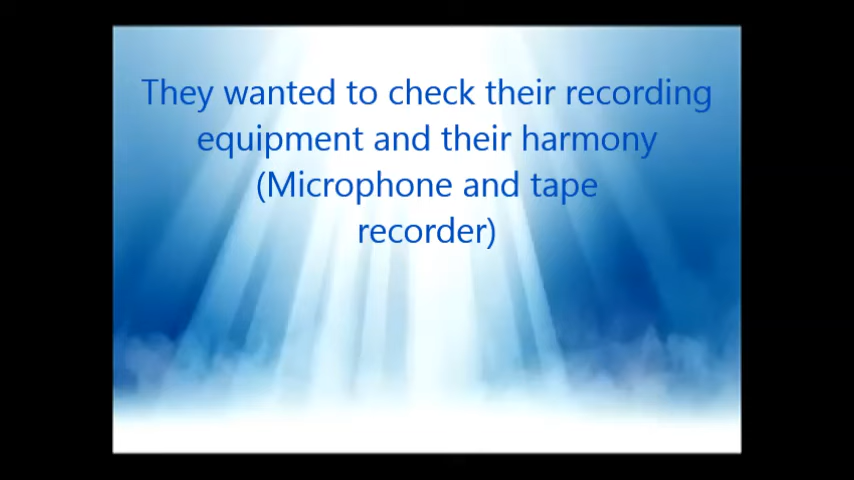 They wanted to check their recording
equipment and their harmony
(Microphone and tape
recorder)